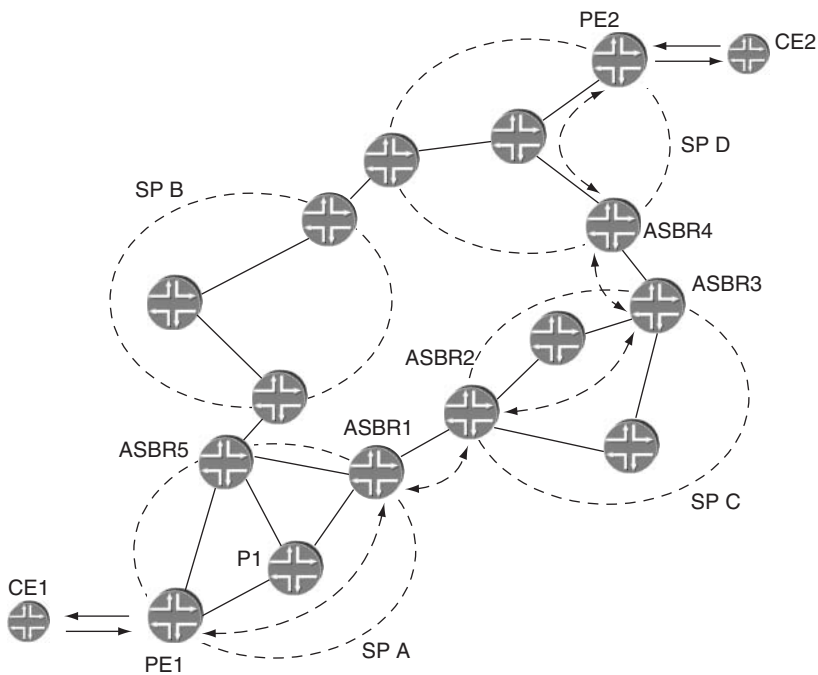 PE2
CE2
SP D
SP B
ASBR4
ASBR3
ASBR2
ASBR1
ASBR5
SP C
P1
CE1
SP A
PE1